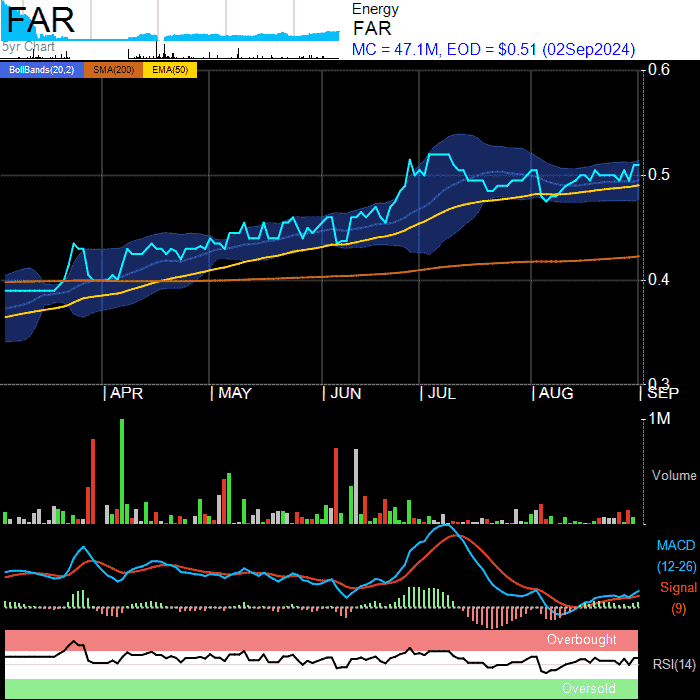 FAR
5yr Chart
Energy
FAR
MC = 47.1M, EOD = $0.51 (02Sep2024)
BollBands(20,2) SMA(200) EMA(50)
0.6
0.5
0.4
0.3
| APR | MAY | JUN | JUL | AUG | SEP
1M
Volume
MACD
(12-26)
Signal
(9)
Overbought
RSI(14)
Oversold